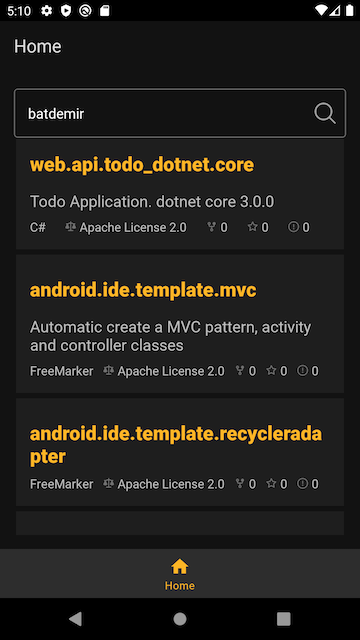 5:10
Home
batdemir
web.api.todo_dotnet.core
Todo Application. dotnet core 3.0.0
C# Apache License 2.0 0 0 0
android.ide.template.mvc
Automatic create a MVC pattern, activity
and controller classes
FreeMarker Apache License 2.0 0 0 0
android.ide.template.recyclerada
pter
FreeMarker Apache License 2.0 0 0 0
Home